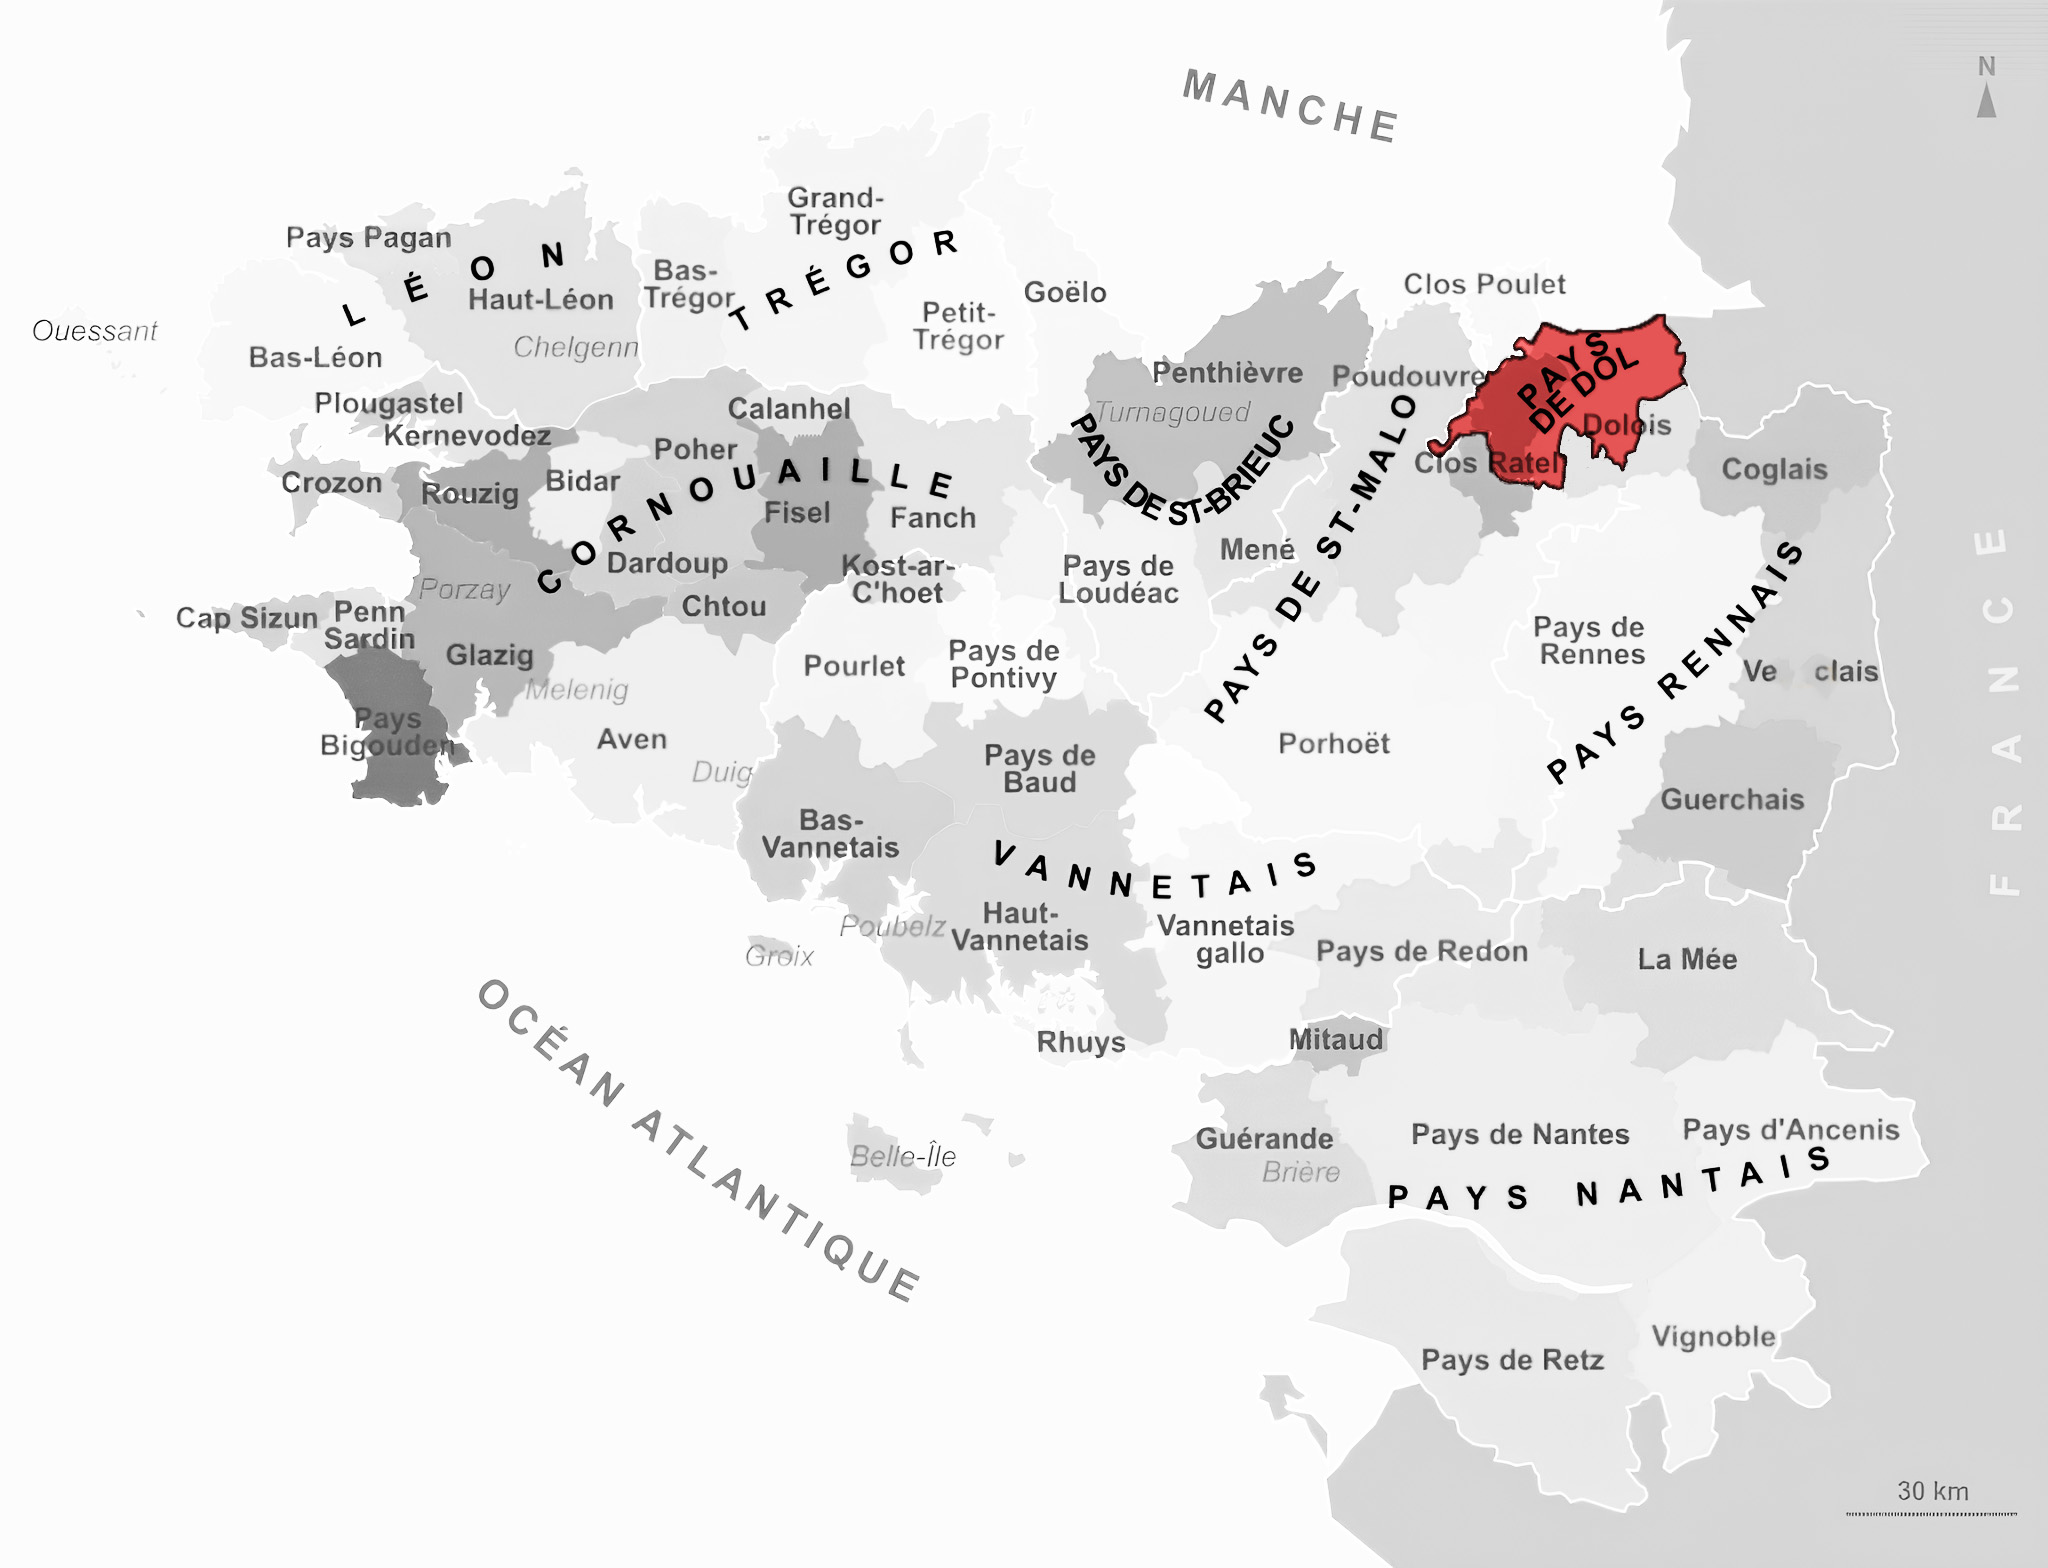 MANCHE
N
Grand-
Trégor
Pays Pagan
LÉON
Haut-Léon
Chelgenn
Bas-
Trégor
TRÉGOR
Petit-
Trégor
Goëlo
Clos Poulet
Ouessant
Bas-Léon
Plougastel
Kernevodez
Calanhel
Penthièvre
Turnagoued
PAYS DE ST-BRIEUC
Poudouvre
PAYS
DE DOL
Dolois
Clos Ratel
Coglais
Crozon
Rouzig
Bidar
Poher
CORNOUAILLE
Fisel
Fanch
Dardoup
Kost-ar-
C'hoet
Pays de
Loudéac
Mené
PAYS DE ST-MALO
Porzay
Cap Sizun
Penn
Sardin
Glazig
Chtou
Melenig
Pays
Bigouden
Aven
Duig
Pourlet
Pays de
Pontivy
Pays de
Rennes
PAYS RENNAIS
Ve clais
FRANCE
Porhoët
Pays de
Baud
Guerchais
Bas-
Vannetais
VANNETAIS
Haut-
Vannetais
Vannetais
gallo
Poubelz
Groix
Pays de Redon
La Mée
OCÉAN ATLANTIQUE
Rhuys
Mitaud
Belle-Île
Guérande
Brière
Pays de Nantes
Pays d'Ancenis
PAYS NANTAIS
Pays de Retz
Vignoble
30 km